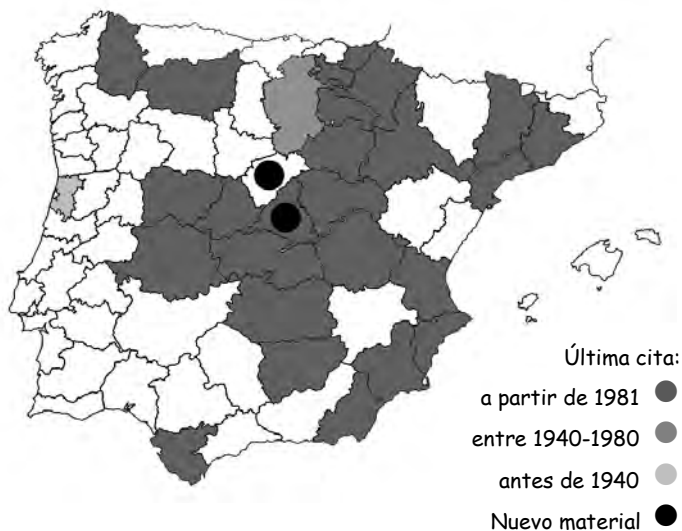 Última cita:
a partir de 1981
entre 1940-1980
antes de 1940
Nuevo material